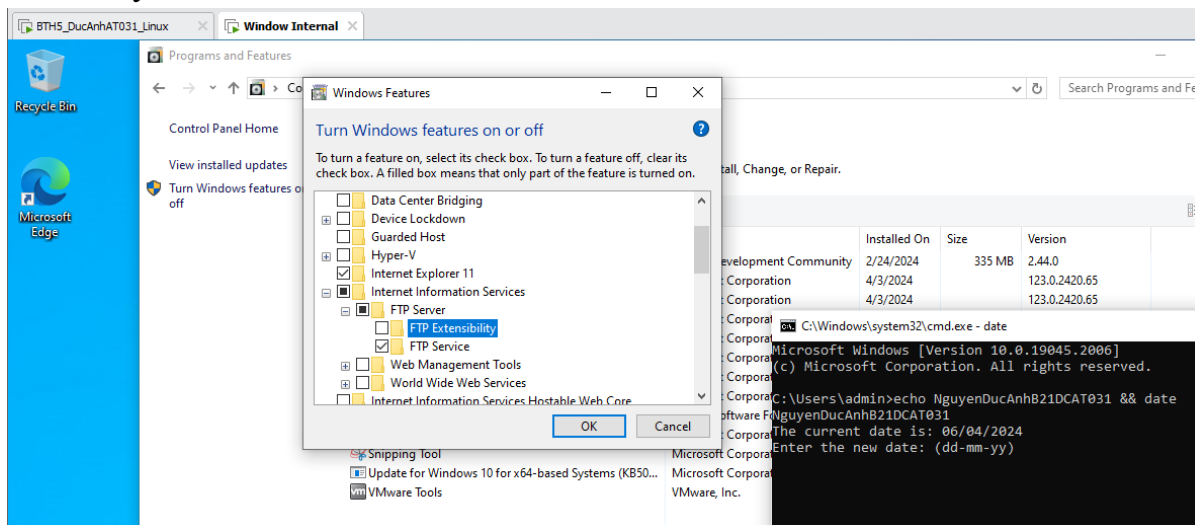 BTH5_DucAnhAT031_Linux
Window Internal
Recycle Bin
Microsoft Edge
Programs and Features
Co
Search Programs and Fe
Control Panel Home
View installed updates
Turn Windows features o
off
tall, Change, or Repair.
Windows Features
Turn Windows features on or off
To turn a feature on, select its check box. To turn a feature off, clear its
check box. A filled box means that only part of the feature is turned on.
Data Center Bridging
Device Lockdown
Guarded Host
Hyper-V
Internet Explorer 11
Internet Information Services
FTP Server
FTP Extensibility
FTP Service
Web Management Tools
World Wide Web Services
Internet Information Services Hostable Web Core
OK
Cancel
Installed On Size Version
evelopment Community 2/24/2024 335 MB 2.44.0
t Corporation 4/3/2024 123.0.2420.65
t Corporation 4/3/2024 123.0.2420.65
t Corporat
t Corporat
t Corporat
t Corporat
t Corporat
oftware F
t Corporat
Snipping Tool Microsoft Corporat
Update for Windows 10 for x64-based Systems (KB50... Microsoft Corporat
VMware Tools VMware, Inc.
C:\Windows\system32\cmd.exe - date
Microsoft Windows [Version 10.0.19045.2006]
(c) Microsoft Corporation. All rights reserved.
C:\Users\admin>echo NguyenDucAnhB21DCAT031 && date
NguyenDucAnhB21DCAT031
The current date is: 06/04/2024
Enter the new date: (dd-mm-yy)